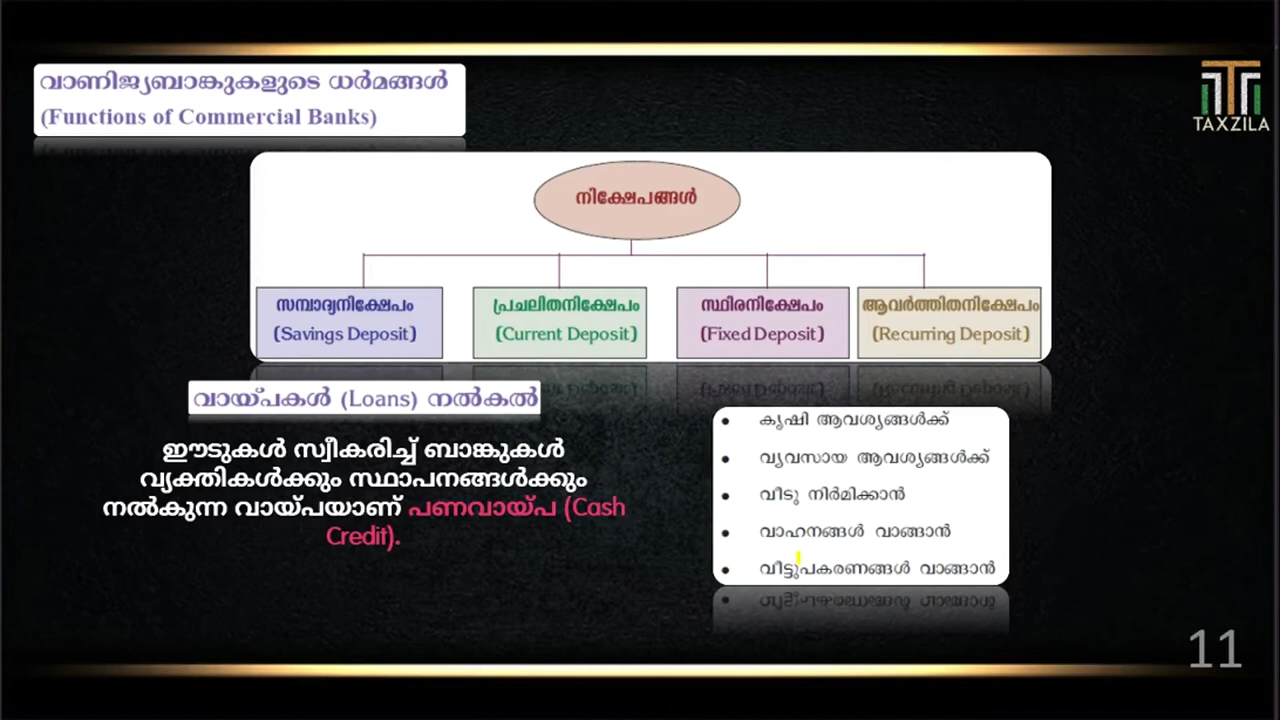 വാണിജ്യബാങ്കുകളുടെ ധർമങ്ങൾ
(Functions of Commercial Banks)
TAXZILA
നിക്ഷേപങ്ങൾ
സമ്പാദ്യനിക്ഷേപം
(Savings Deposit)
പ്രചലിതനിക്ഷേപം
(Current Deposit)
സ്ഥിരനിക്ഷേപം
(Fixed Deposit)
ആവർത്തിതനിക്ഷേപം
(Recurring Deposit)
വായ്പകൾ (Loans) നൽകൽ
ഈടുകൾ സ്വീകരിച്ച് ബാങ്കുകൾ
വ്യക്തികൾക്കും സ്ഥാപനങ്ങൾക്കും
നൽകുന്ന വായ്പയാണ് പണവായ്പ (Cash
Credit).
• കൃഷി ആവശ്യങ്ങൾക്ക്
• വ്യവസായ ആവശ്യങ്ങൾക്ക്
• വീടു നിർമിക്കാൻ
• വാഹനങ്ങൾ വാങ്ങാൻ
• വീട്ടുപകരണങ്ങൾ വാങ്ങാൻ
11